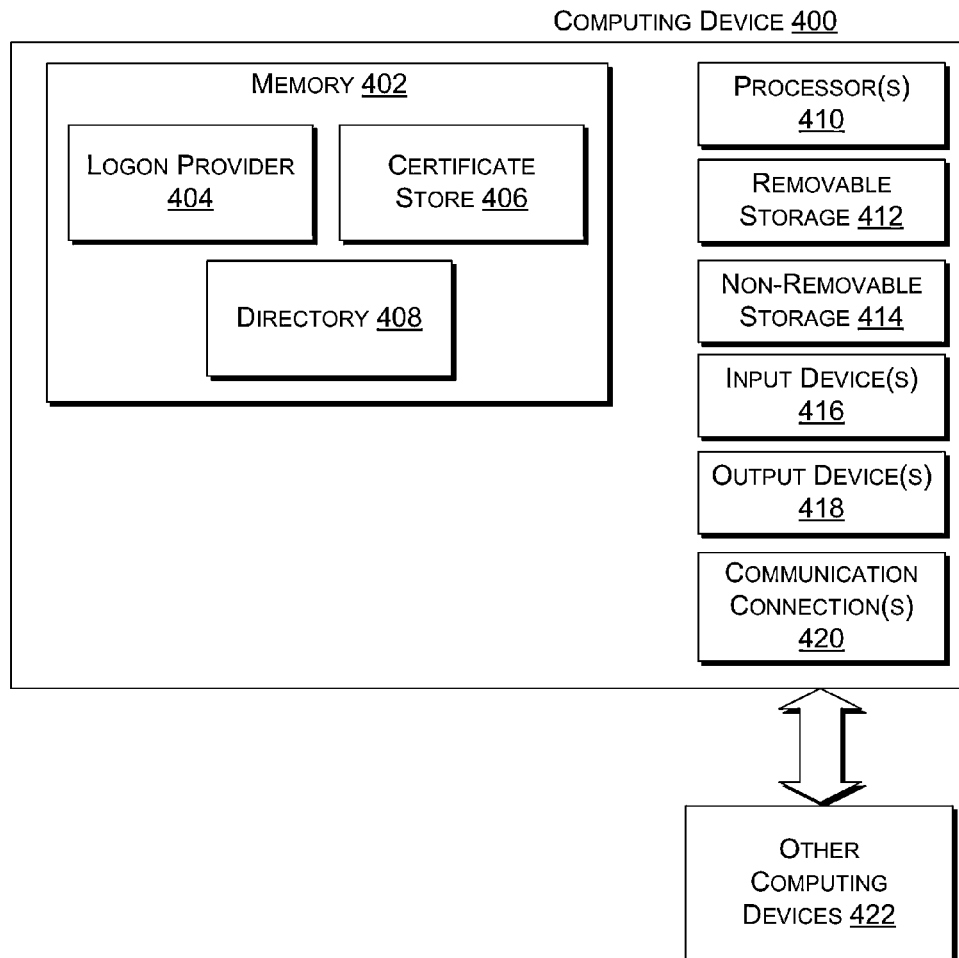 COMPUTING DEVICE 400
MEMORY 402
LOGON PROVIDER
404
CERTIFICATE
STORE 406
DIRECTORY 408
PROCESSOR(S)
410
REMOVABLE
STORAGE 412
NON-REMOVABLE
STORAGE 414
INPUT DEVICE(S)
416
OUTPUT DEVICE(S)
418
COMMUNICATION
CONNECTION(S)
420
OTHER
COMPUTING
DEVICES 422